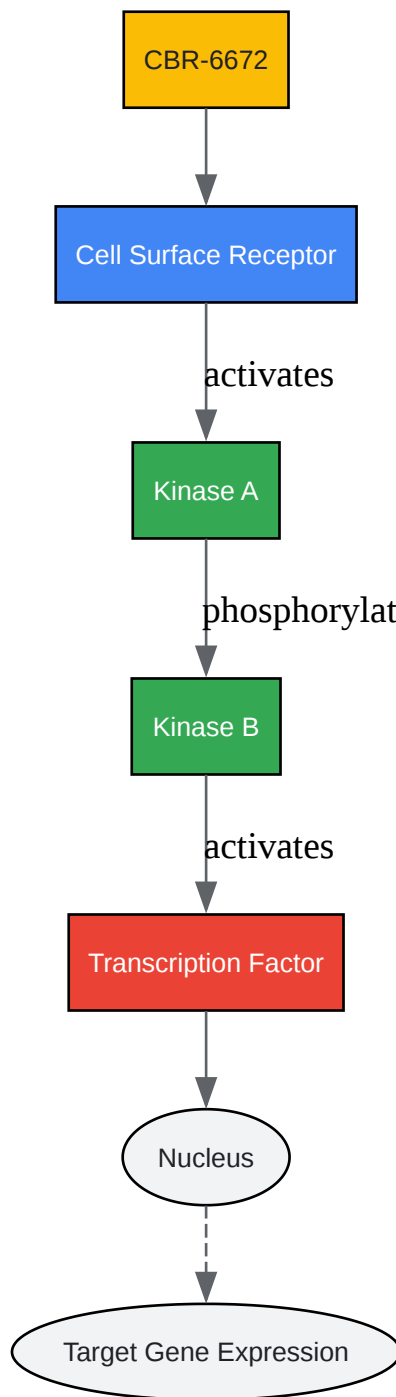 CBR-6672
Cell Surface Receptor
activates
Kinase A
phosphorylat
Kinase B
activates
Transcription Factor
Nucleus
Target Gene Expression